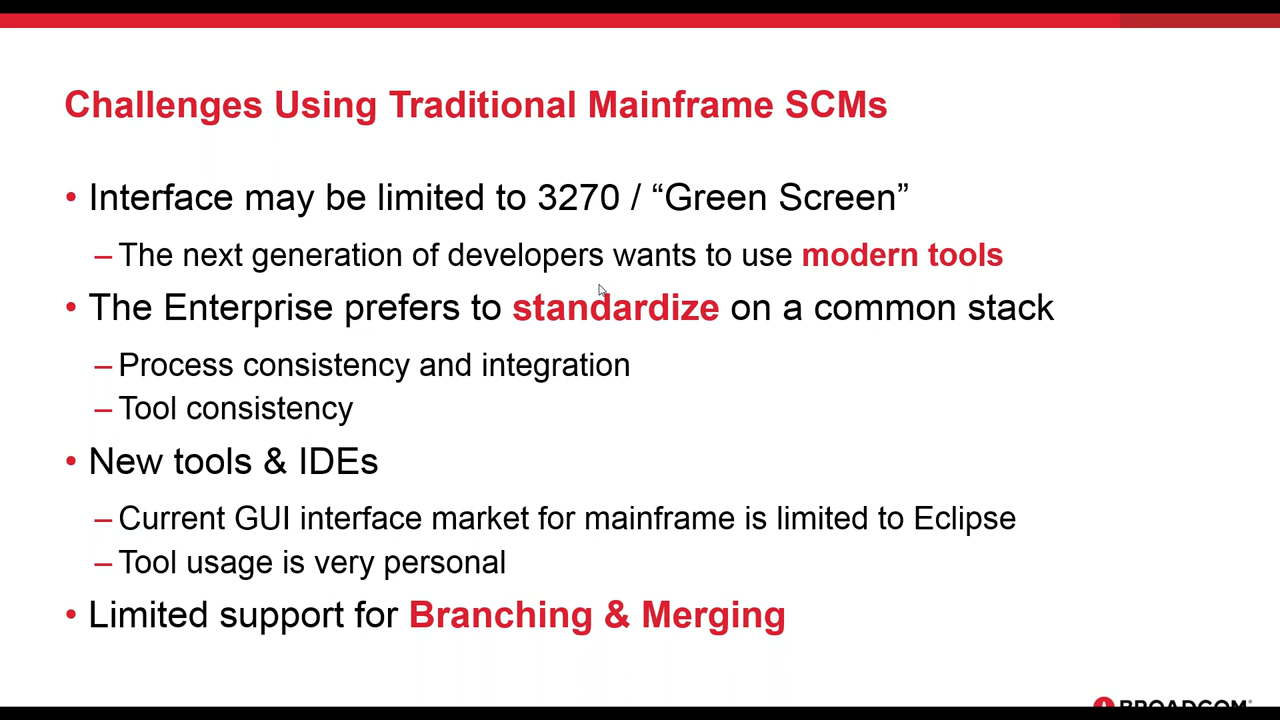 Challenges Using Traditional Mainframe SCMs
• Interface may be limited to 3270 / “Green Screen”
– The next generation of developers wants to use modern tools
• The Enterprise prefers to standardize on a common stack
– Process consistency and integration
– Tool consistency
• New tools & IDEs
– Current GUI interface market for mainframe is limited to Eclipse
– Tool usage is very personal
• Limited support for Branching & Merging
BROADCOM®